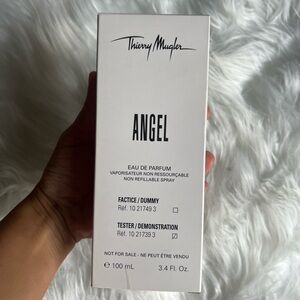 Thierry Mugler
ANGEL
EAU DE PARFUM
VAPORISATEUR NON RESSOURÇABLE
NON REFILLABLE SPRAY
FACTICE/DUMMY
Réf. 10 21749 3
TESTER/DEMONSTRATION
Réf. 10 21739 3
NOT FOR SALE - NE PEUT ÊTRE VENDU
℮ 100 mL 3.4 Fl. Oz.